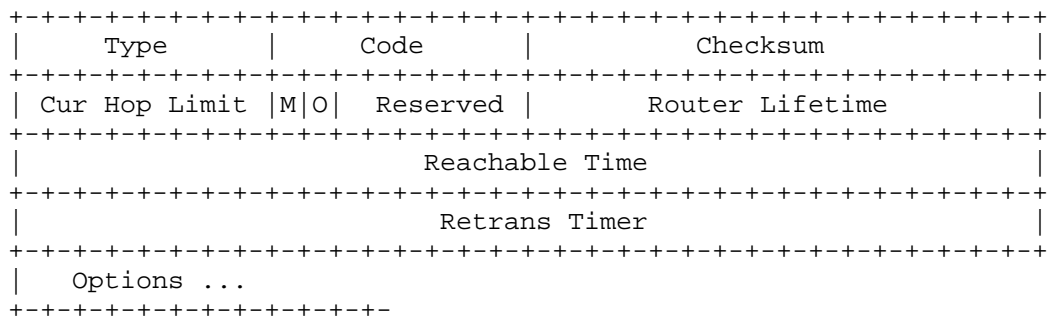 +-+-+-+-+-+-+-+-+-+-+-+-+-+-+-+-+-+-+-+-+-+-+-+-+-+-+-+-+-+-+-+-+
|     Type      |     Code      |          Checksum             |
+-+-+-+-+-+-+-+-+-+-+-+-+-+-+-+-+-+-+-+-+-+-+-+-+-+-+-+-+-+-+-+-+
| Cur Hop Limit |M|O|  Reserved |       Router Lifetime         |
+-+-+-+-+-+-+-+-+-+-+-+-+-+-+-+-+-+-+-+-+-+-+-+-+-+-+-+-+-+-+-+-+
|                         Reachable Time                        |
+-+-+-+-+-+-+-+-+-+-+-+-+-+-+-+-+-+-+-+-+-+-+-+-+-+-+-+-+-+-+-+-+
|                          Retrans Timer                        |
+-+-+-+-+-+-+-+-+-+-+-+-+-+-+-+-+-+-+-+-+-+-+-+-+-+-+-+-+-+-+-+-+
|   Options ...
+-+-+-+-+-+-+-+-+-+-+-+-